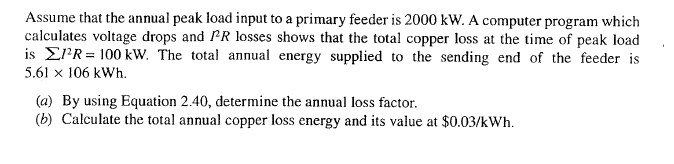 Assume that the annual peak load input to a primary feeder is 2000 kW. A computer program which
calculates voltage drops and I²R losses shows that the total copper loss at the time of peak load
is ∑I²R = 100 kW. The total annual energy supplied to the sending end of the feeder is
5.61 × 106 kWh.
(a) By using Equation 2.40, determine the annual loss factor.
(b) Calculate the total annual copper loss energy and its value at $0.03/kWh.